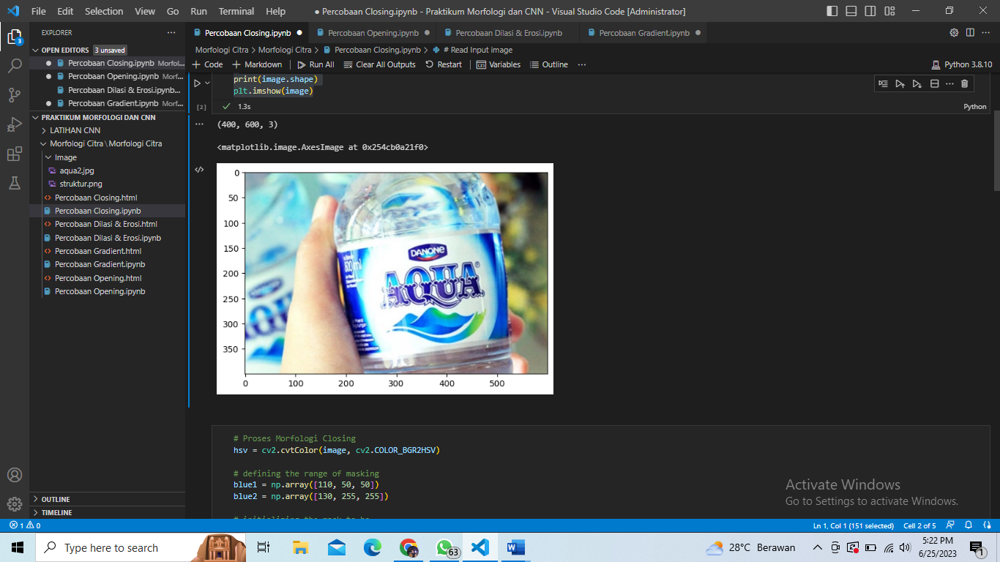 File Edit Selection View Go Run Terminal Help
● Percobaan Closing.ipynb - Praktikum Morfologi dan CNN - Visual Studio Code [Administrator]
EXPLORER
OPEN EDITORS 3 unsaved
Percobaan Closing.ipynb Morfol...
Percobaan Opening.ipynb Morf...
Percobaan Dilasi & Erosi.ipynb...
Percobaan Gradient.ipynb Morf...
PRAKTIKUM MORFOLOGI DAN CNN
LATIHAN CNN
Morfologi Citra \ Morfologi Citra
Image
aqua2.jpg
struktur.png
Percobaan Closing.html
Percobaan Closing.ipynb
Percobaan Dilasi & Erosi.html
Percobaan Dilasi & Erosi.ipynb
Percobaan Gradient.html
Percobaan Gradient.ipynb
Percobaan Opening.html
Percobaan Opening.ipynb
OUTLINE
TIMELINE
Percobaan Closing.ipynb ● Percobaan Opening.ipynb ● Percobaan Dilasi & Erosi.ipynb Percobaan Gradient.ipynb ●
Morfologi Citra > Morfologi Citra > Percobaan Closing.ipynb > # Read Input image
+ Code + Markdown Run All Clear All Outputs Restart Variables Outline ... Python 3.8.10
print(image.shape)
plt.imshow(image)
[2] 1.3s Python
(400, 600, 3)
<matplotlib.image.AxesImage at 0x254cb0a21f0>
0
50
100
150
200
250
300
350
0 100 200 300 400 500
DANONE
600 ml
AQUA
# Proses Morfologi Closing
hsv = cv2.cvtColor(image, cv2.COLOR_BGR2HSV)
# defining the range of masking
blue1 = np.array([110, 50, 50])
blue2 = np.array([130, 255, 255])
Activate Windows
Go to Settings to activate Windows.
3
1 0
Ln 1, Col 1 (151 selected) Cell 2 of 5
Type here to search
63
28°C Berawan
5:22 PM
6/25/2023
1